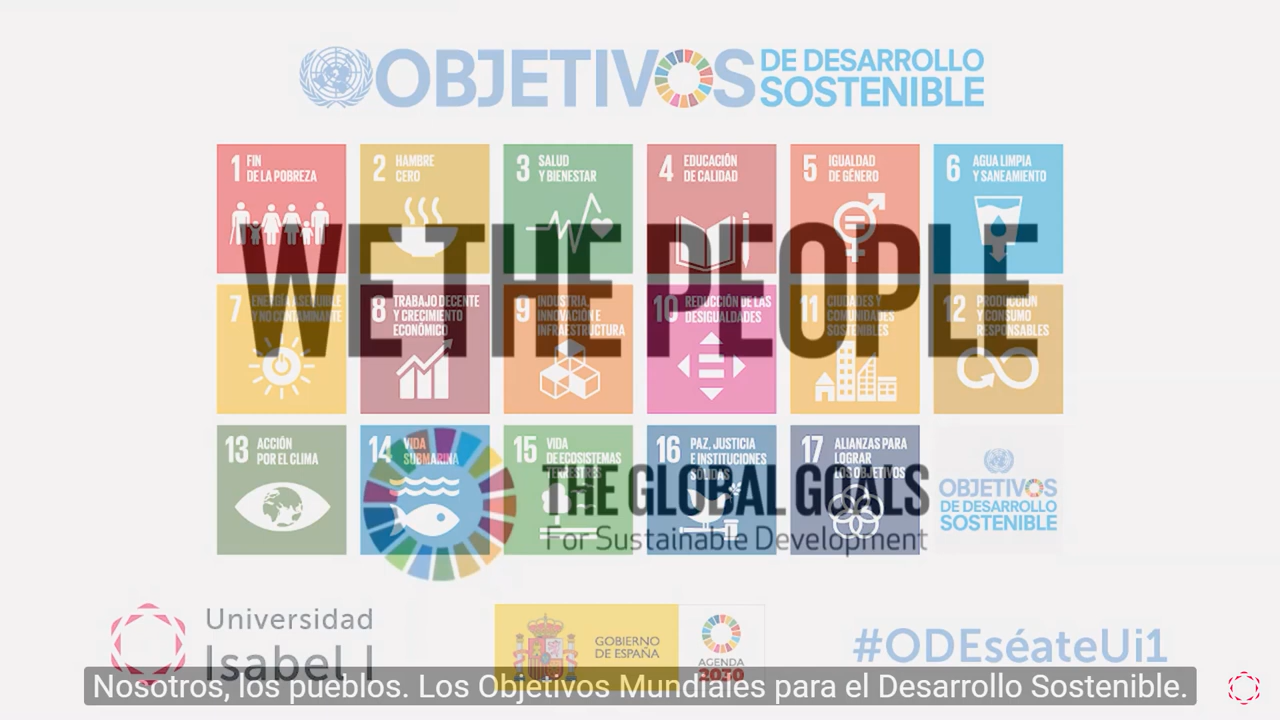 OBJETIVOS DE DESARROLLO
SOSTENIBLE
1 FIN
DE LA POBREZA
2 HAMBRE
CERO
3 SALUD
Y BIENESTAR
4 EDUCACIÓN
DE CALIDAD
5 IGUALDAD
DE GÉNERO
6 AGUA LIMPIA
Y SANEAMIENTO
WE THE PEOPLE
7 ENERGÍA ASEQUIBLE
Y NO CONTAMINANTE
8 TRABAJO DECENTE
Y CRECIMIENTO
ECONÓMICO
9 INDUSTRIA,
INNOVACIÓN E
INFRAESTRUCTURA
10 REDUCCIÓN DE LAS
DESIGUALDADES
11 CIUDADES Y
COMUNIDADES
SOSTENIBLES
12 PRODUCCIÓN
Y CONSUMO
RESPONSABLES
13 ACCIÓN
POR EL CLIMA
14 VIDA
SUBMARINA
15 VIDA
DE ECOSISTEMAS
TERRESTRES
16 PAZ, JUSTICIA
E INSTITUCIONES
SÓLIDAS
17 ALIANZAS PARA
LOGRAR
LOS OBJETIVOS
OBJETIVOS
DE DESARROLLO
SOSTENIBLE
THE GLOBAL GOALS
For Sustainable Development
Universidad
Isabel I
GOBIERNO
DE ESPAÑA
AGENDA
2030
#ODEséateUi1
Nosotros, los pueblos. Los Objetivos Mundiales para el Desarrollo Sostenible.